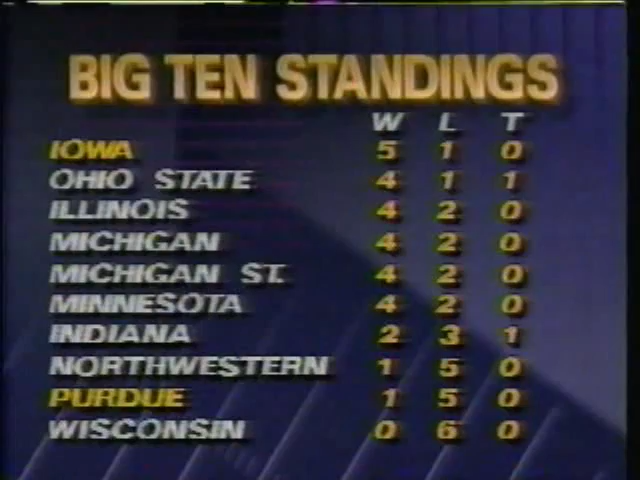 BIG TEN STANDINGS
W L T
IOWA 5 1 0
OHIO STATE 4 1 1
ILLINOIS 4 2 0
MICHIGAN 4 2 0
MICHIGAN ST. 4 2 0
MINNESOTA 4 2 0
INDIANA 2 3 1
NORTHWESTERN 1 5 0
PURDUE 1 5 0
WISCONSIN 0 6 0